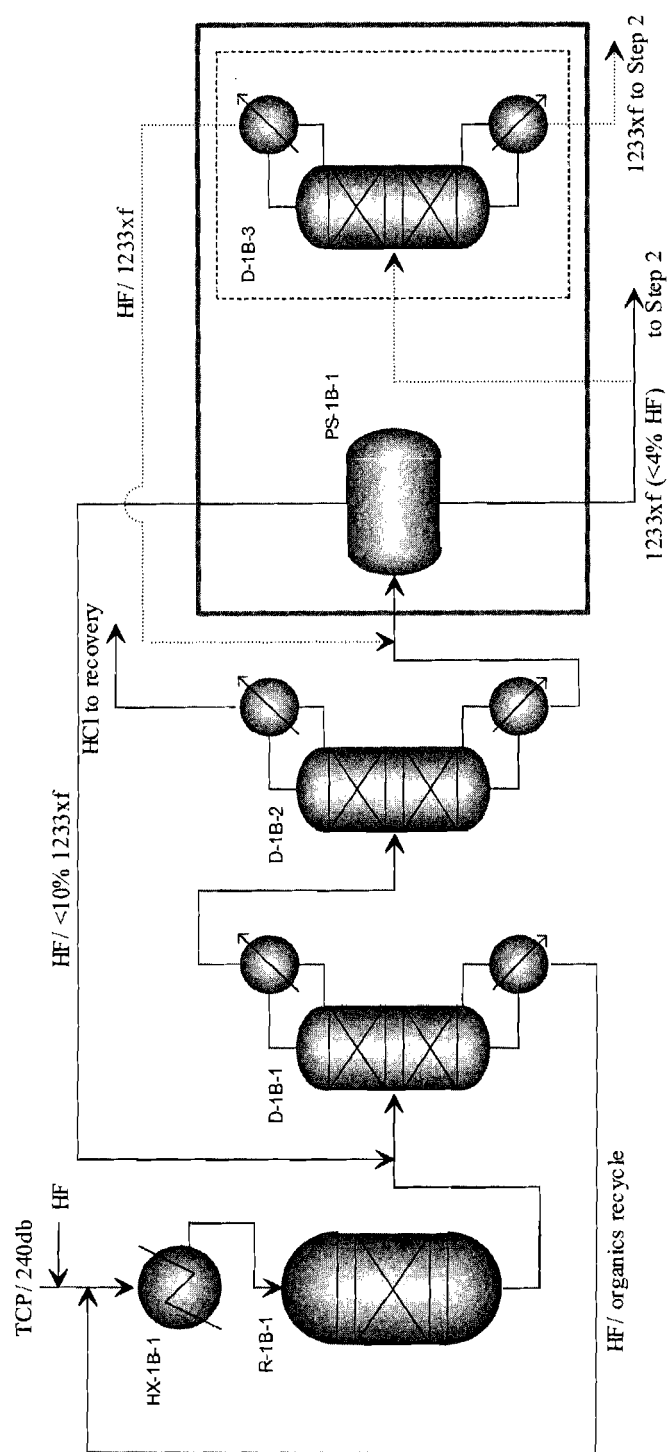 TCP/ 240db
HF
HX-1B-1
R-1B-1
HF/ organics recycle
HF/ <10% 1233xf
D-1B-1
HCl to recovery
D-1B-2
HF/ 1233xf
PS-1B-1
1233xf (<4% HF)
to Step 2
D-1B-3
1233xf to Step 2